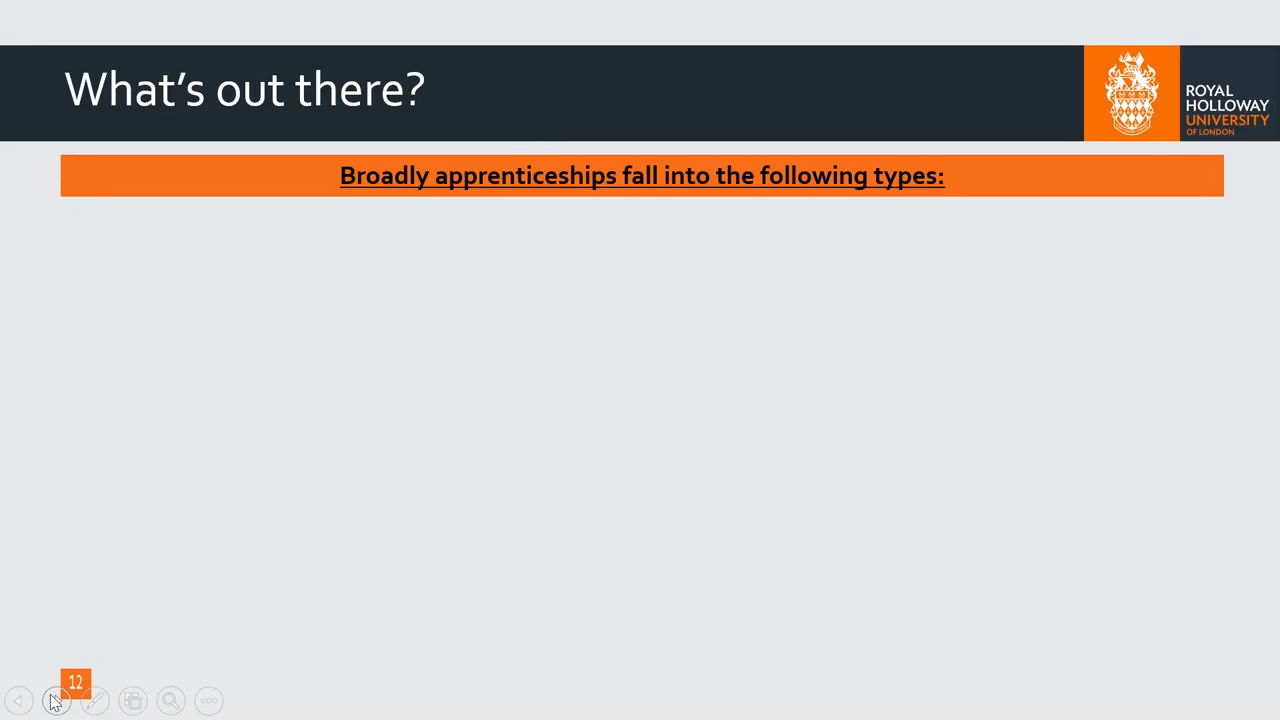 What's out there?
ROYAL
HOLLOWAY
UNIVERSITY
OF LONDON
Broadly apprenticeships fall into the following types:
12